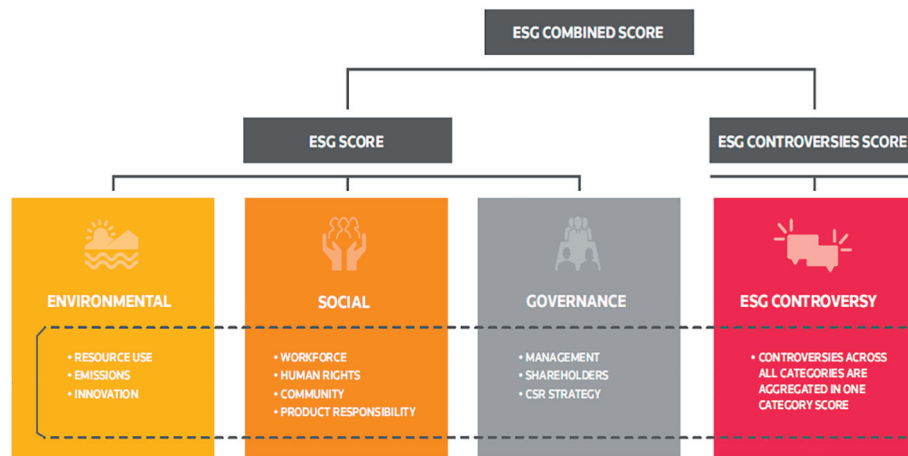 ESG COMBINED SCORE
ESG SCORE
ESG CONTROVERSIES SCORE
ENVIRONMENTAL
• RESOURCE USE
• EMISSIONS
• INNOVATION
SOCIAL
• WORKFORCE
• HUMAN RIGHTS
• COMMUNITY
• PRODUCT RESPONSIBILITY
GOVERNANCE
• MANAGEMENT
• SHAREHOLDERS
• CSR STRATEGY
ESG CONTROVERSY
• CONTROVERSIES ACROSS
ALL CATEGORIES ARE
AGGREGATED IN ONE
CATEGORY SCORE